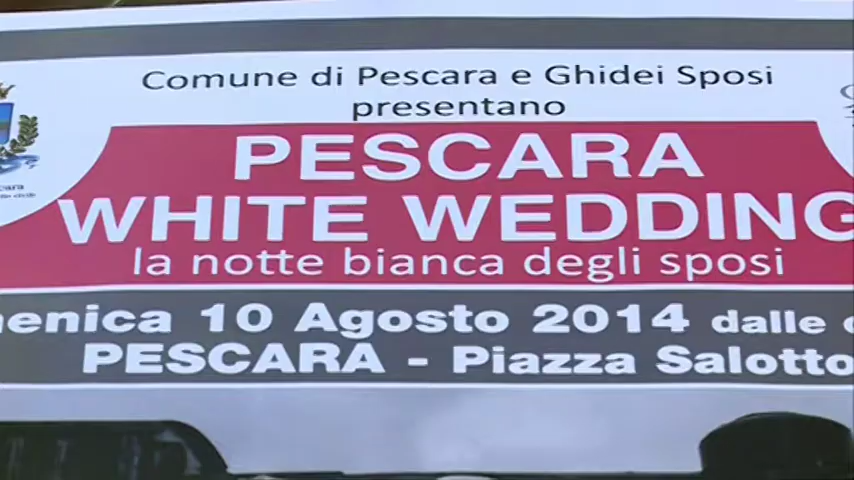 Comune di Pescara e Ghidei Sposi
presentano
PESCARA
WHITE WEDDING
la notte bianca degli sposi
enica 10 Agosto 2014 dalle
PESCARA - Piazza Salotto